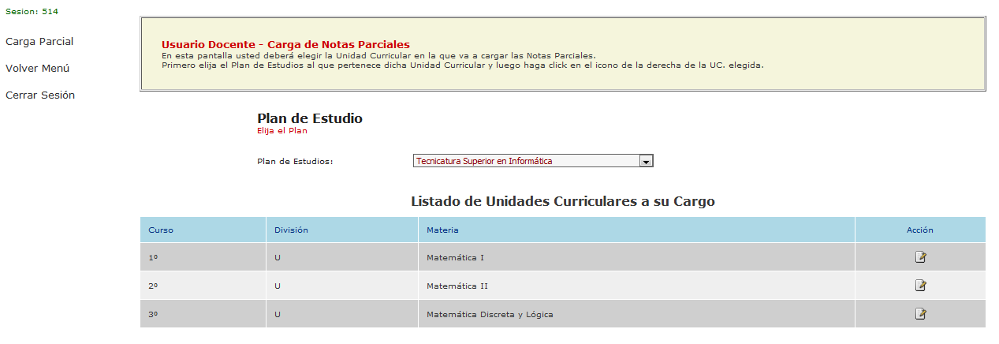 Sesion: 514
Carga Parcial
Volver Menú
Cerrar Sesión
Usuario Docente - Carga de Notas Parciales
En esta pantalla usted deberá elegir la Unidad Curricular en la que va a cargar las Notas Parciales.
Primero elija el Plan de Estudios al que pertenece dicha Unidad Curricular y luego haga click en el icono de la derecha de la UC. elegida.
Plan de Estudio
Elija el Plan
Plan de Estudios: Tecnicatura Superior en Informática
Listado de Unidades Curriculares a su Cargo
Curso División Materia Acción
1º U Matemática I
2º U Matemática II
3º U Matemática Discreta y Lógica